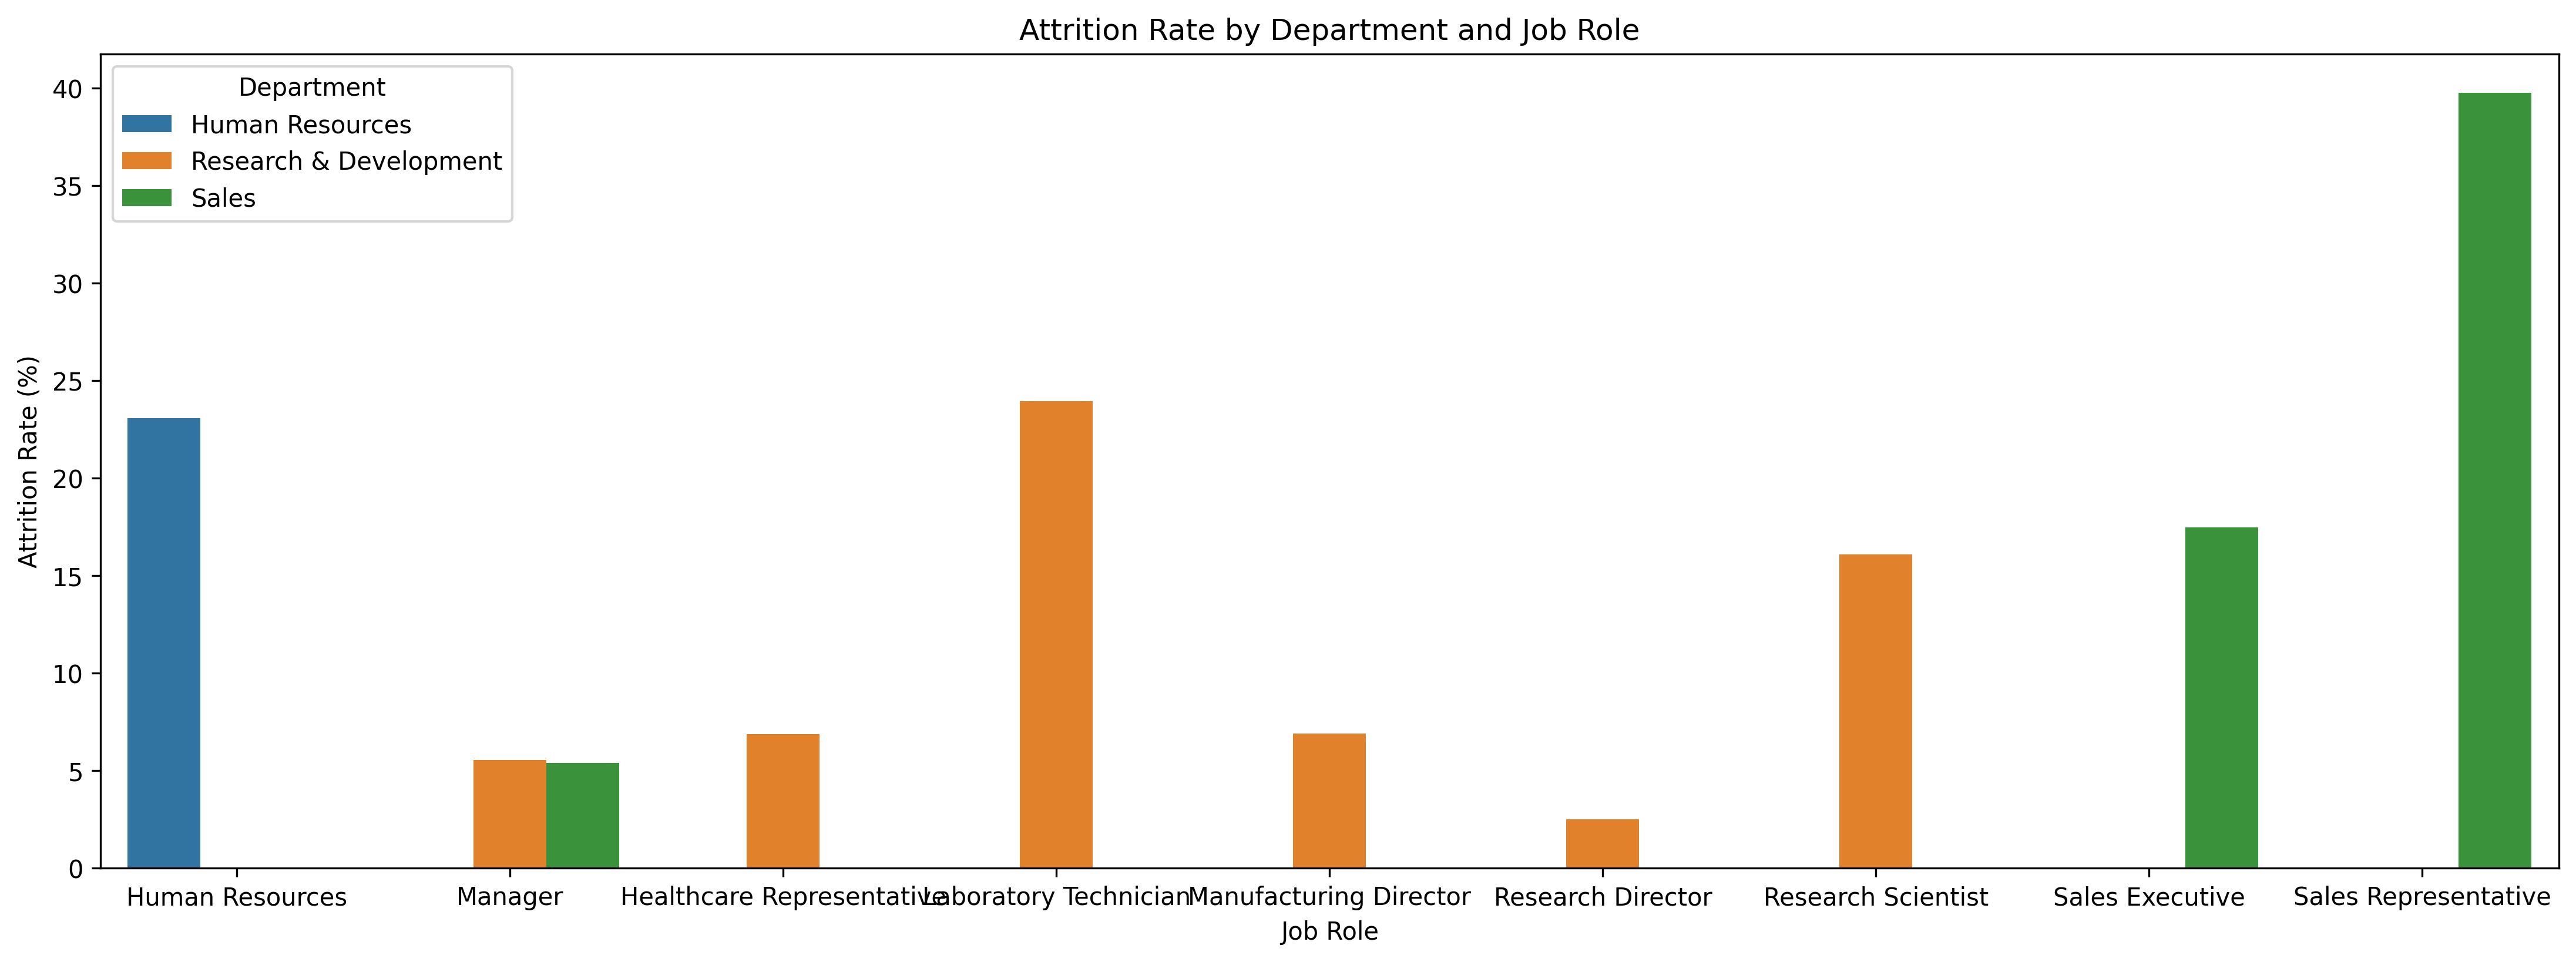 Attrition Rate by Department and Job Role
Department
Human Resources
Research & Development
Sales
Attrition Rate (%)
40
35
30
25
20
15
10
5
0
Human Resources Manager Healthcare Representative Laboratory Technician Manufacturing Director Research Director Research Scientist Sales Executive Sales Representative
Job Role